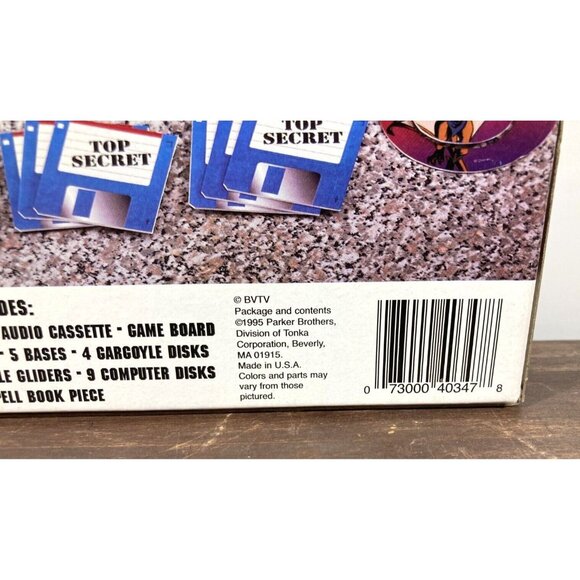 TOP
SECRET
TOP
SECRET
DES:
AUDIO CASSETTE - GAME BOARD
- 5 BASES - 4 GARGOYLE DISKS
LE GLIDERS - 9 COMPUTER DISKS
PELL BOOK PIECE
© BVTV
Package and contents
©1995 Parker Brothers,
Division of Tonka
Corporation, Beverly,
MA 01915.
Made in U.S.A.
Colors and parts may
vary from those
pictured.
0 73000 40347 8